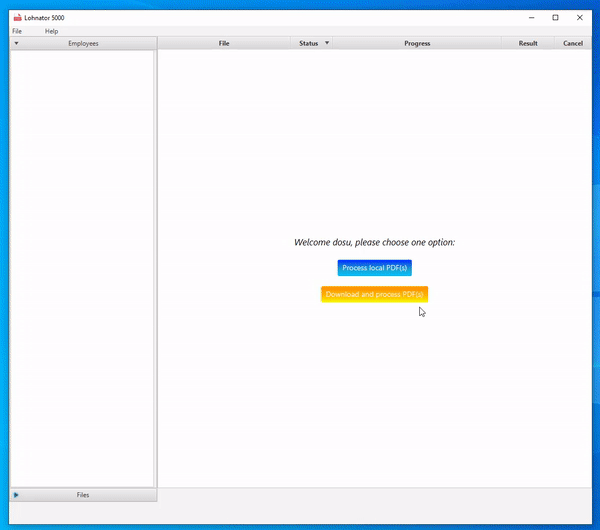 Lohnator 5000
File Help
Employees File Status Progress Result Cancel
Welcome dosu, please choose one option:
Process local PDF(s)
Download and process PDF(s)
Files